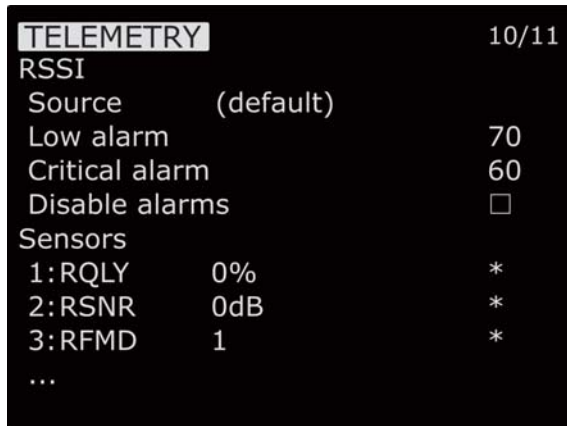 TELEMETRY 10/11
RSSI
Source (default)
Low alarm 70
Critical alarm 60
Disable alarms □
Sensors
1:RQLY 0% *
2:RSNR 0dB *
3:RFMD 1 *
...